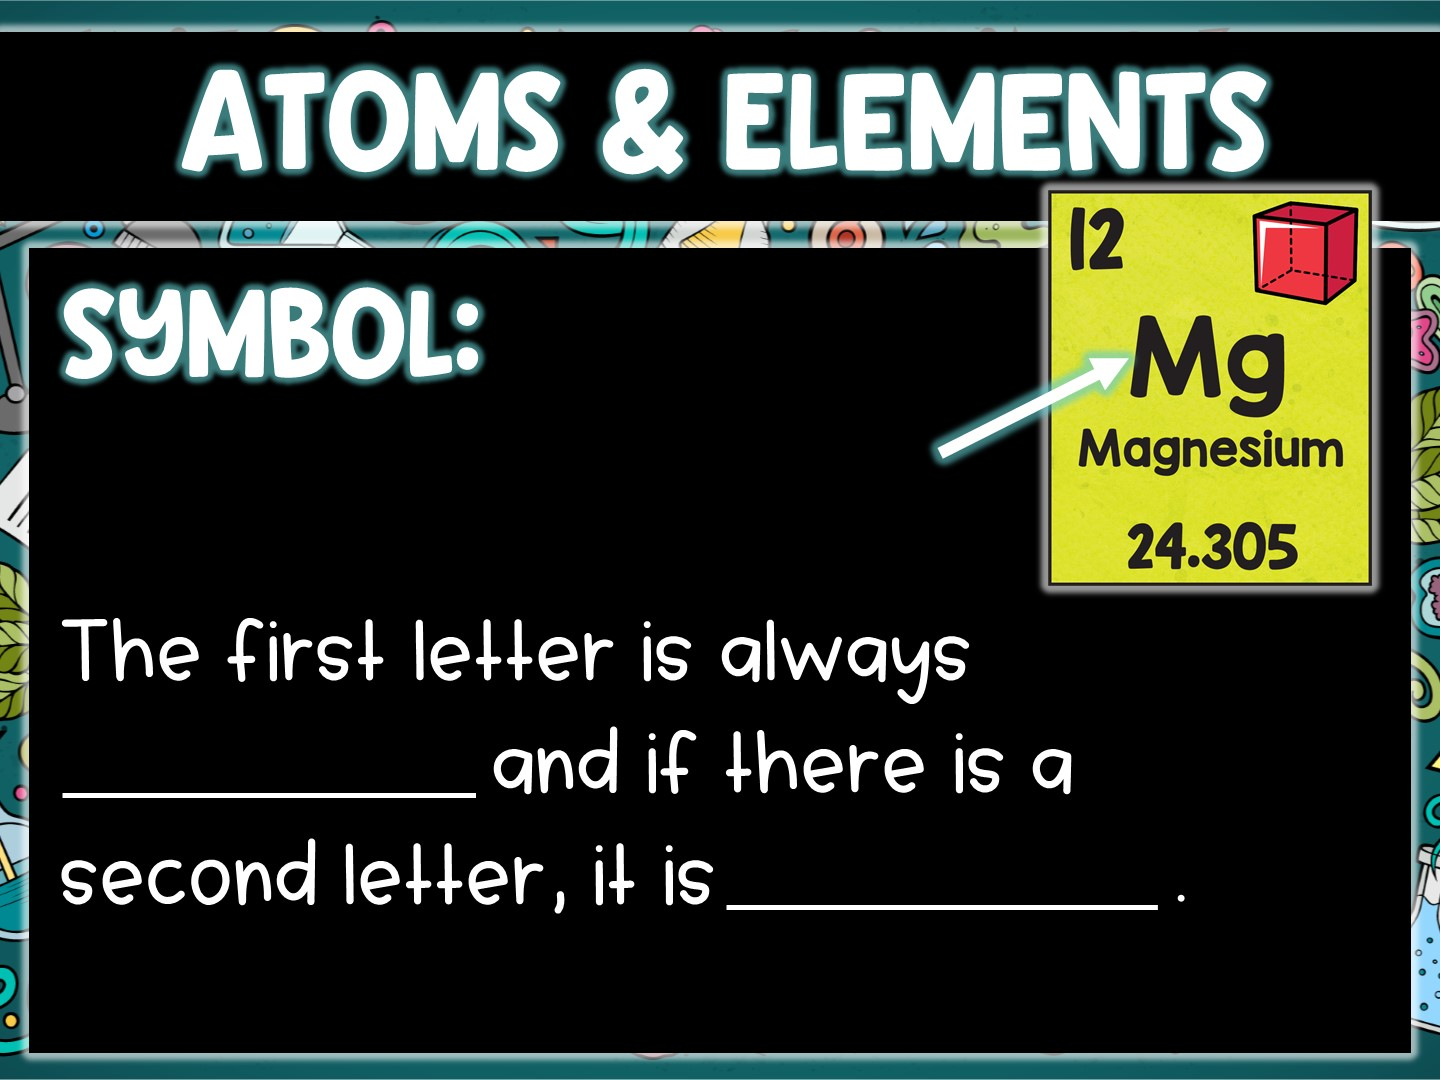 ATOMS & ELEMENTS
12
SYMBOL:
Mg
Magnesium
24.305
The first letter is always
__________ and if there is a
second letter, it is __________ .